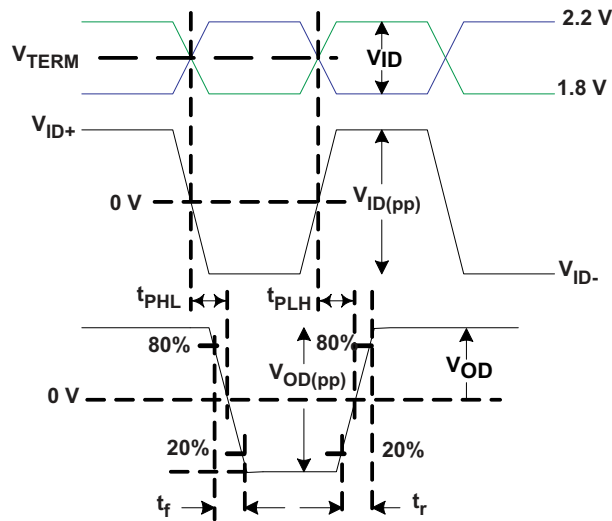 2.2 V
VTERM
VID
1.8 V
VID+
0 V
VID(pp)
VID-
tPHL
tPLH
80%
80%
VOD(pp)
VOD
0 V
20%
20%
tf
tr